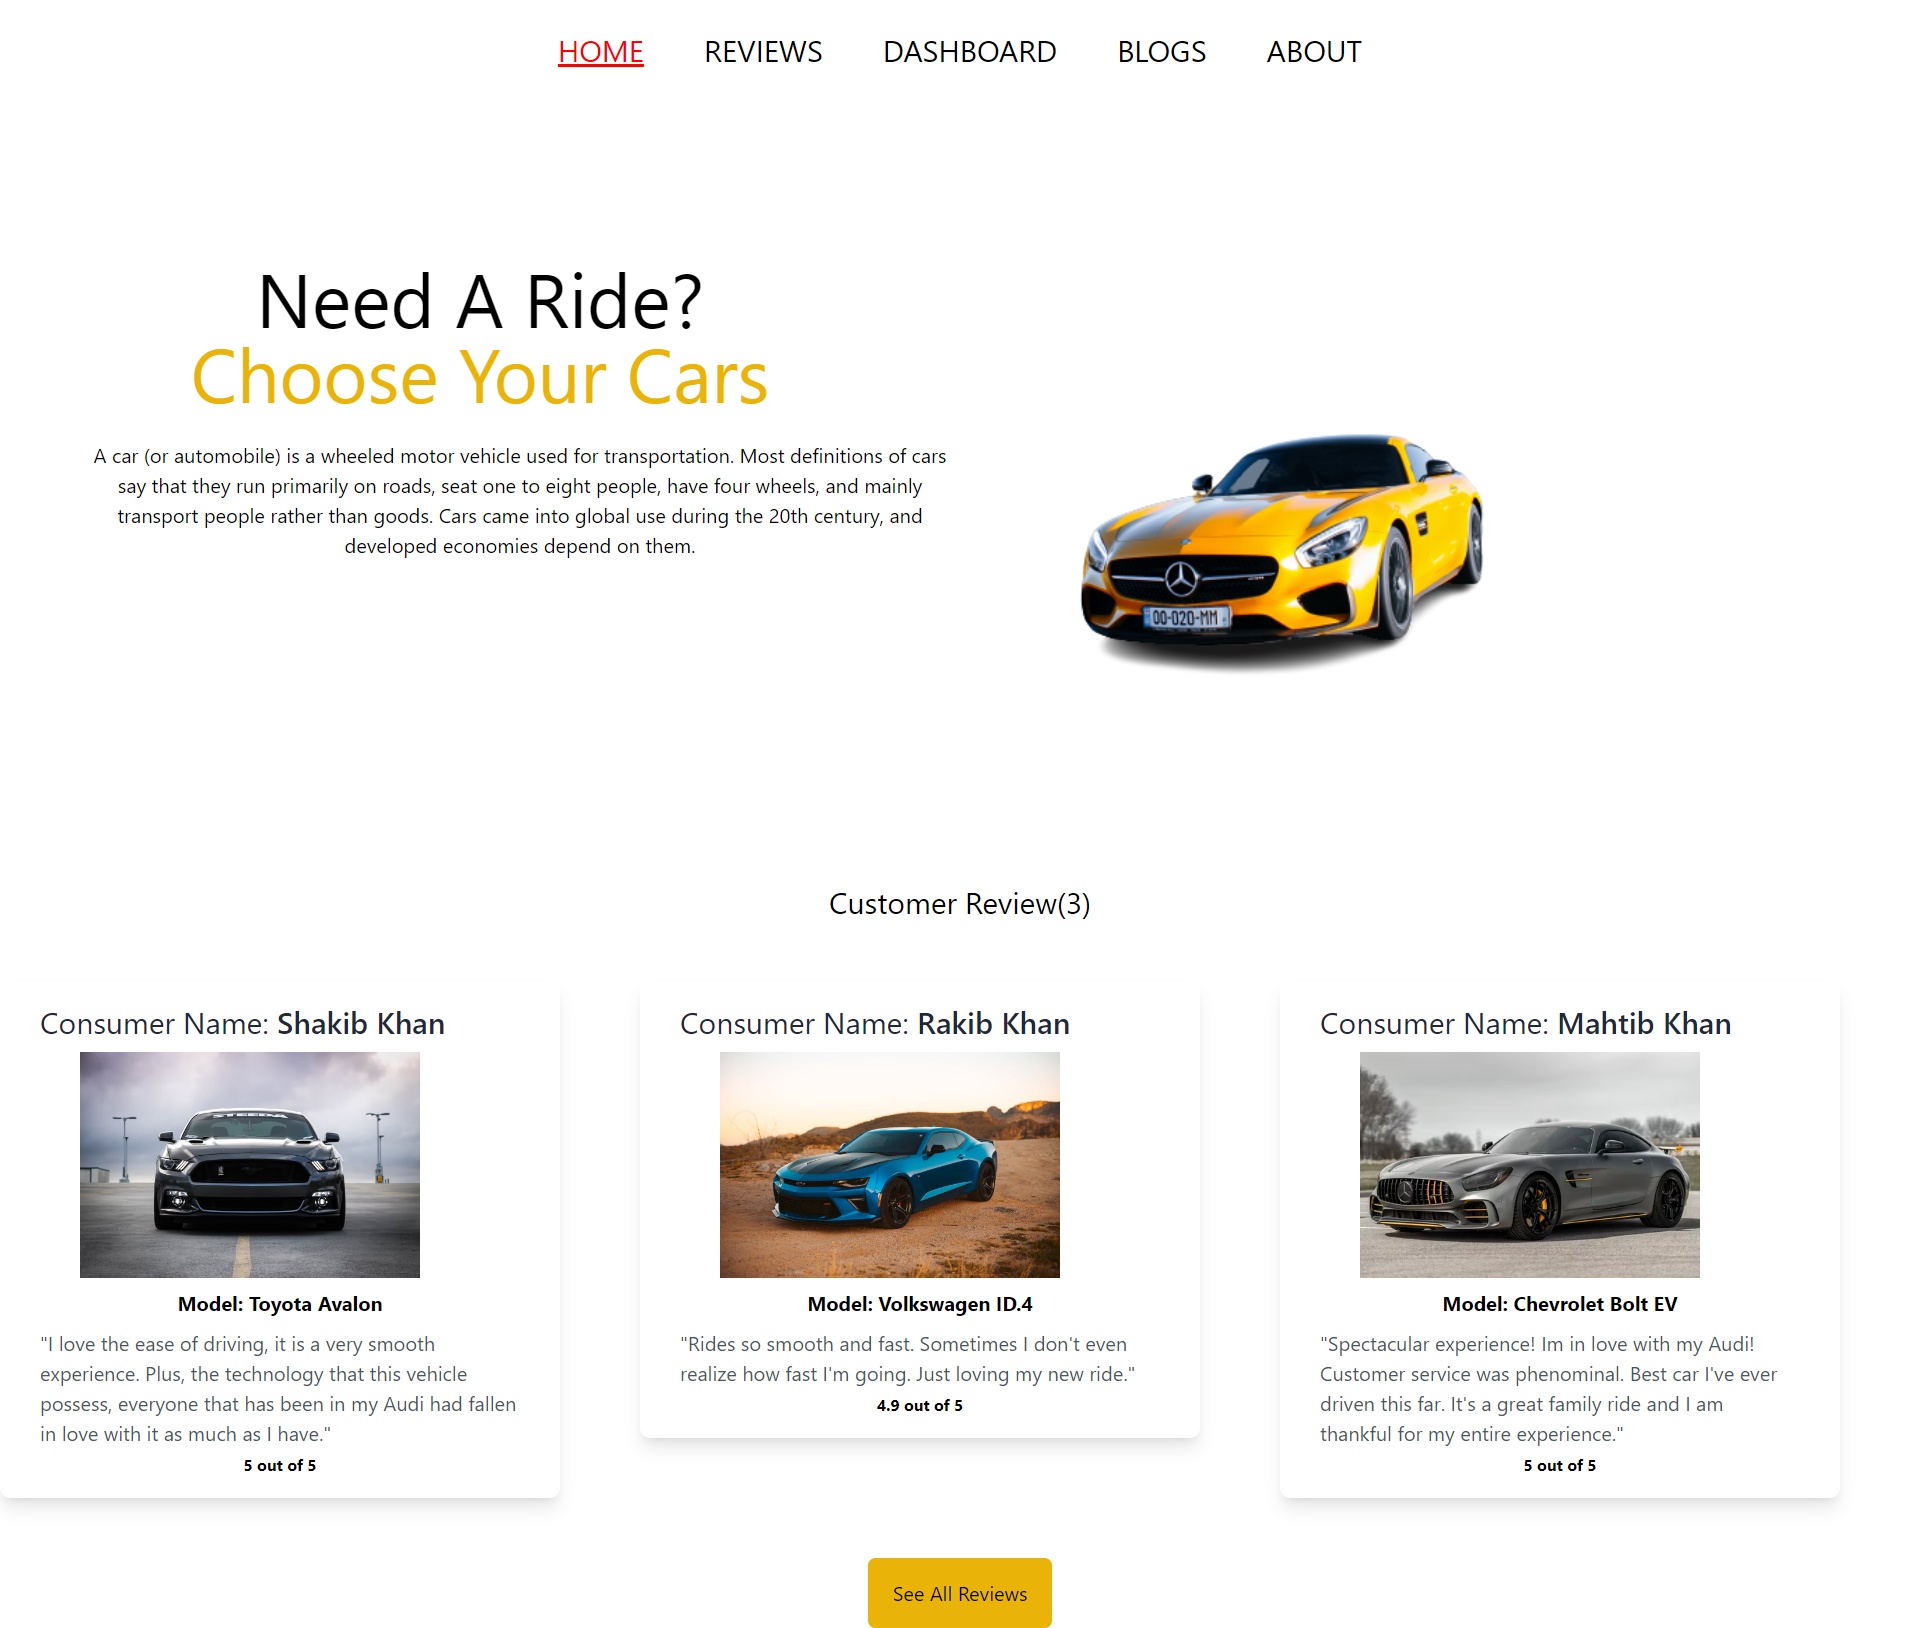 HOME REVIEWS DASHBOARD BLOGS ABOUT
Need A Ride?
Choose Your Cars
A car (or automobile) is a wheeled motor vehicle used for transportation. Most definitions of cars
say that they run primarily on roads, seat one to eight people, have four wheels, and mainly
transport people rather than goods. Cars came into global use during the 20th century, and
developed economies depend on them.
00-020-MM
Customer Review(3)
Consumer Name: Shakib Khan
STEEDA
Model: Toyota Avalon
"I love the ease of driving, it is a very smooth
experience. Plus, the technology that this vehicle
possess, everyone that has been in my Audi had fallen
in love with it as much as I have."
5 out of 5
Consumer Name: Rakib Khan
Model: Volkswagen ID.4
"Rides so smooth and fast. Sometimes I don't even
realize how fast I'm going. Just loving my new ride."
4.9 out of 5
Consumer Name: Mahtib Khan
Model: Chevrolet Bolt EV
"Spectacular experience! Im in love with my Audi!
Customer service was phenominal. Best car I've ever
driven this far. It's a great family ride and I am
thankful for my entire experience."
5 out of 5
See All Reviews